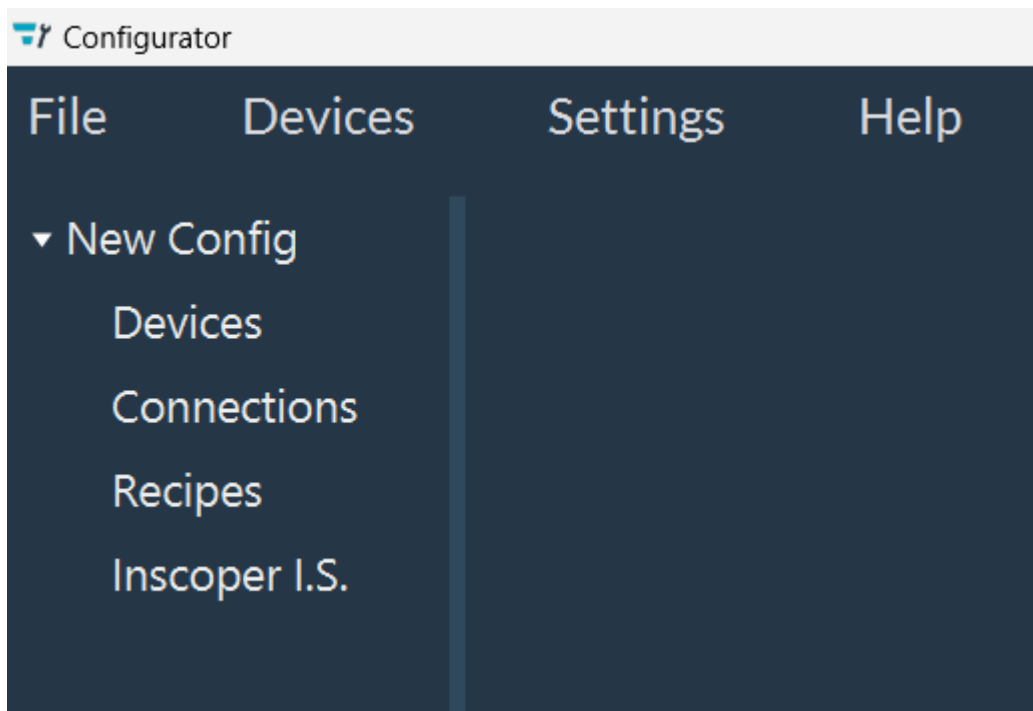 Configurator
File Devices Settings Help
New Config
Devices
Connections
Recipes
Inscoper I.S.